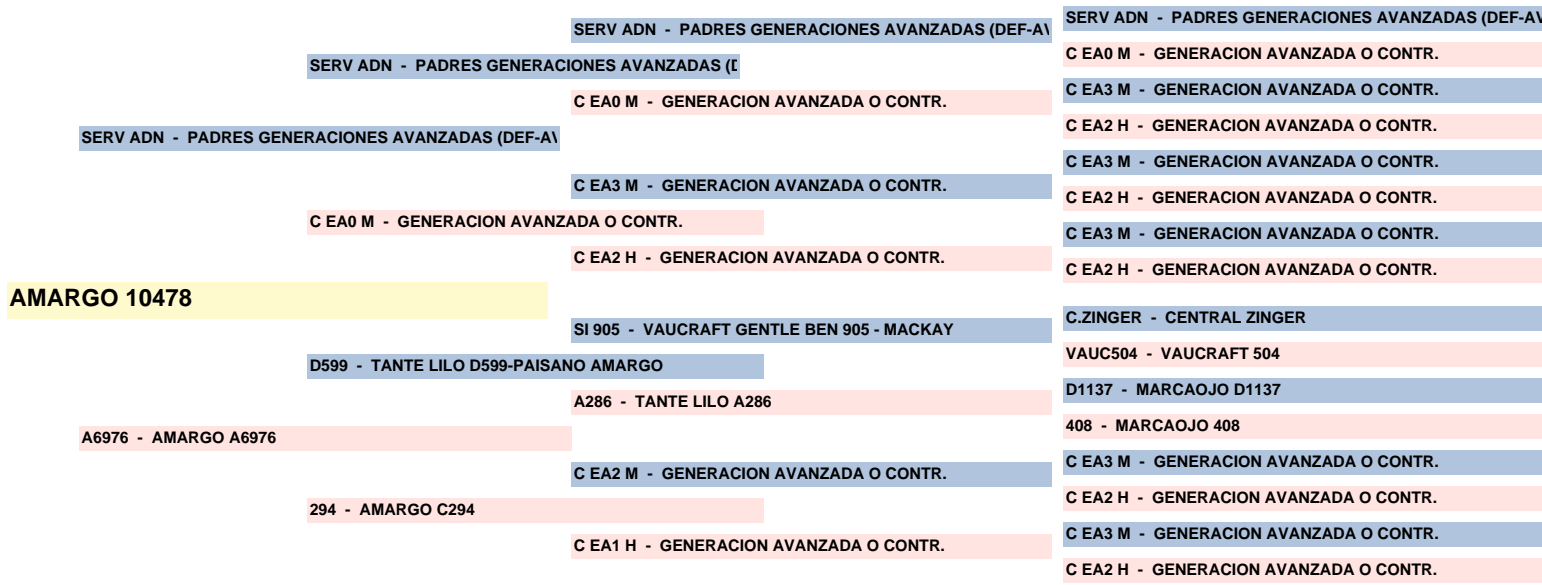 SERV ADN - PADRES GENERACIONES AVANZADAS (DEF-AV
SERV ADN - PADRES GENERACIONES AVANZADAS (DEF-AV
C EA0 M - GENERACION AVANZADA O CONTR.
SERV ADN - PADRES GENERACIONES AVANZADAS (D
C EA3 M - GENERACION AVANZADA O CONTR.
C EA0 M - GENERACION AVANZADA O CONTR.
C EA2 H - GENERACION AVANZADA O CONTR.
SERV ADN - PADRES GENERACIONES AVANZADAS (DEF-AV
C EA3 M - GENERACION AVANZADA O CONTR.
C EA3 M - GENERACION AVANZADA O CONTR.
C EA2 H - GENERACION AVANZADA O CONTR.
C EA0 M - GENERACION AVANZADA O CONTR.
C EA3 M - GENERACION AVANZADA O CONTR.
C EA2 H - GENERACION AVANZADA O CONTR.
C EA2 H - GENERACION AVANZADA O CONTR.
AMARGO 10478
C.ZINGER - CENTRAL ZINGER
SI 905 - VAUCRAFT GENTLE BEN 905 - MACKAY
VAUC504 - VAUCRAFT 504
D599 - TANTE LILO D599-PAISANO AMARGO
D1137 - MARCAOJO D1137
A286 - TANTE LILO A286
408 - MARCAOJO 408
A6976 - AMARGO A6976
C EA3 M - GENERACION AVANZADA O CONTR.
C EA2 M - GENERACION AVANZADA O CONTR.
C EA2 H - GENERACION AVANZADA O CONTR.
294 - AMARGO C294
C EA3 M - GENERACION AVANZADA O CONTR.
C EA1 H - GENERACION AVANZADA O CONTR.
C EA2 H - GENERACION AVANZADA O CONTR.